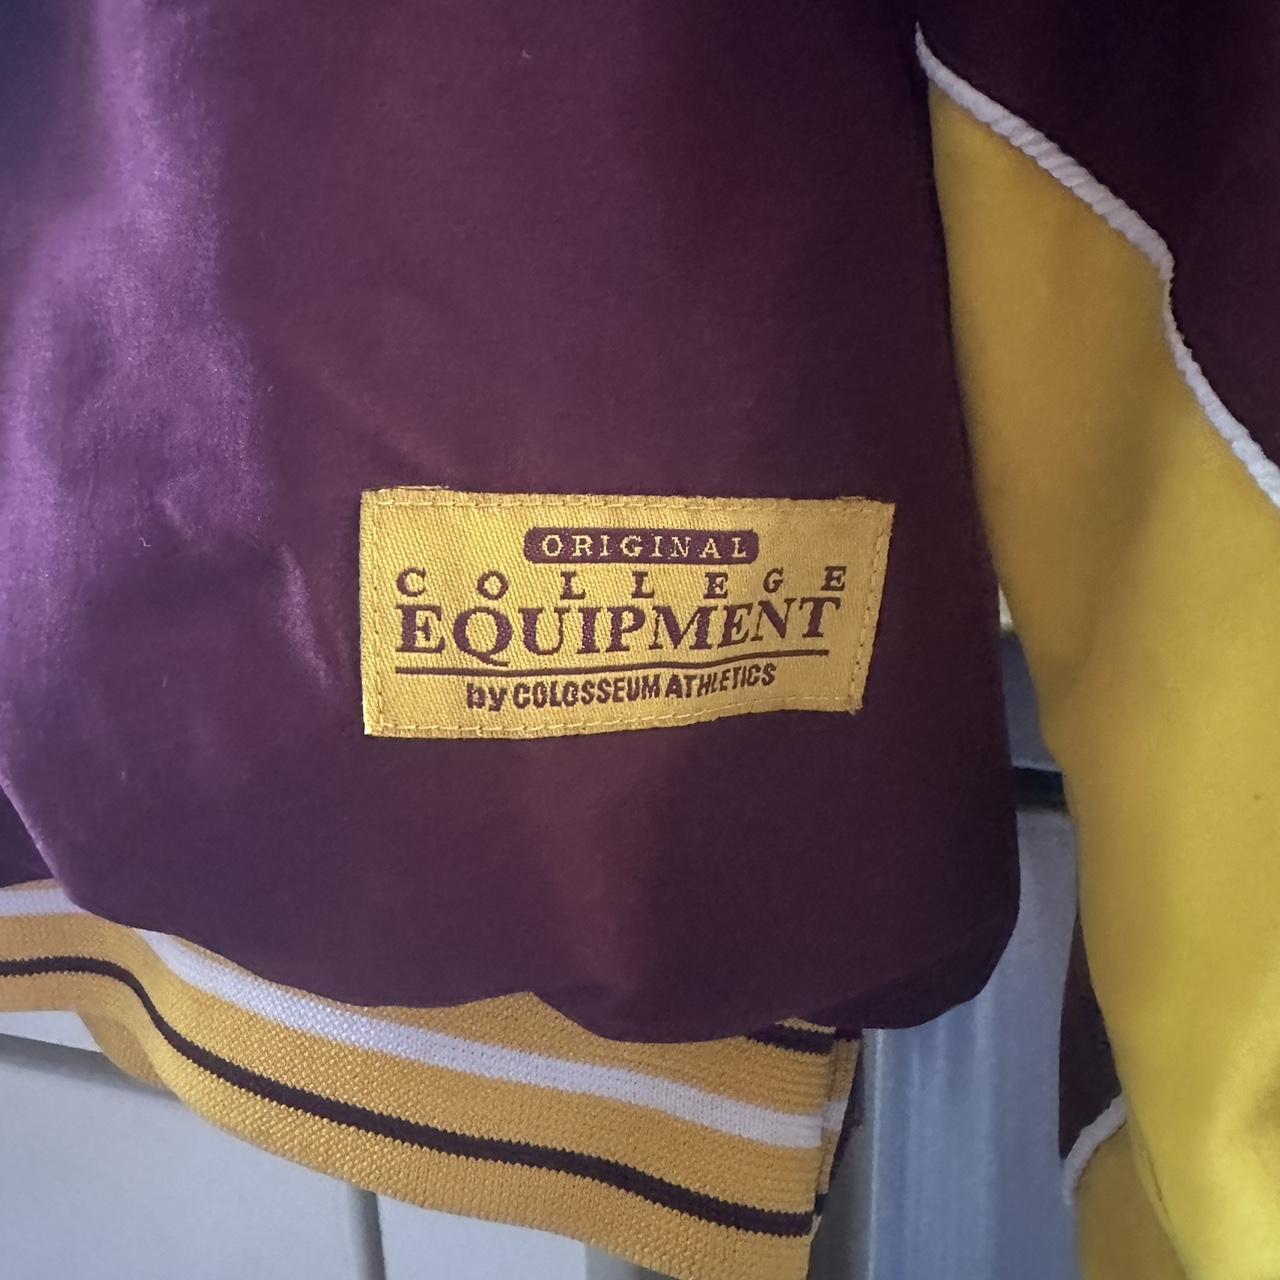 ORIGINAL
COLLEGE
EQUIPMENT
by COLOSSEUM ATHLETICS